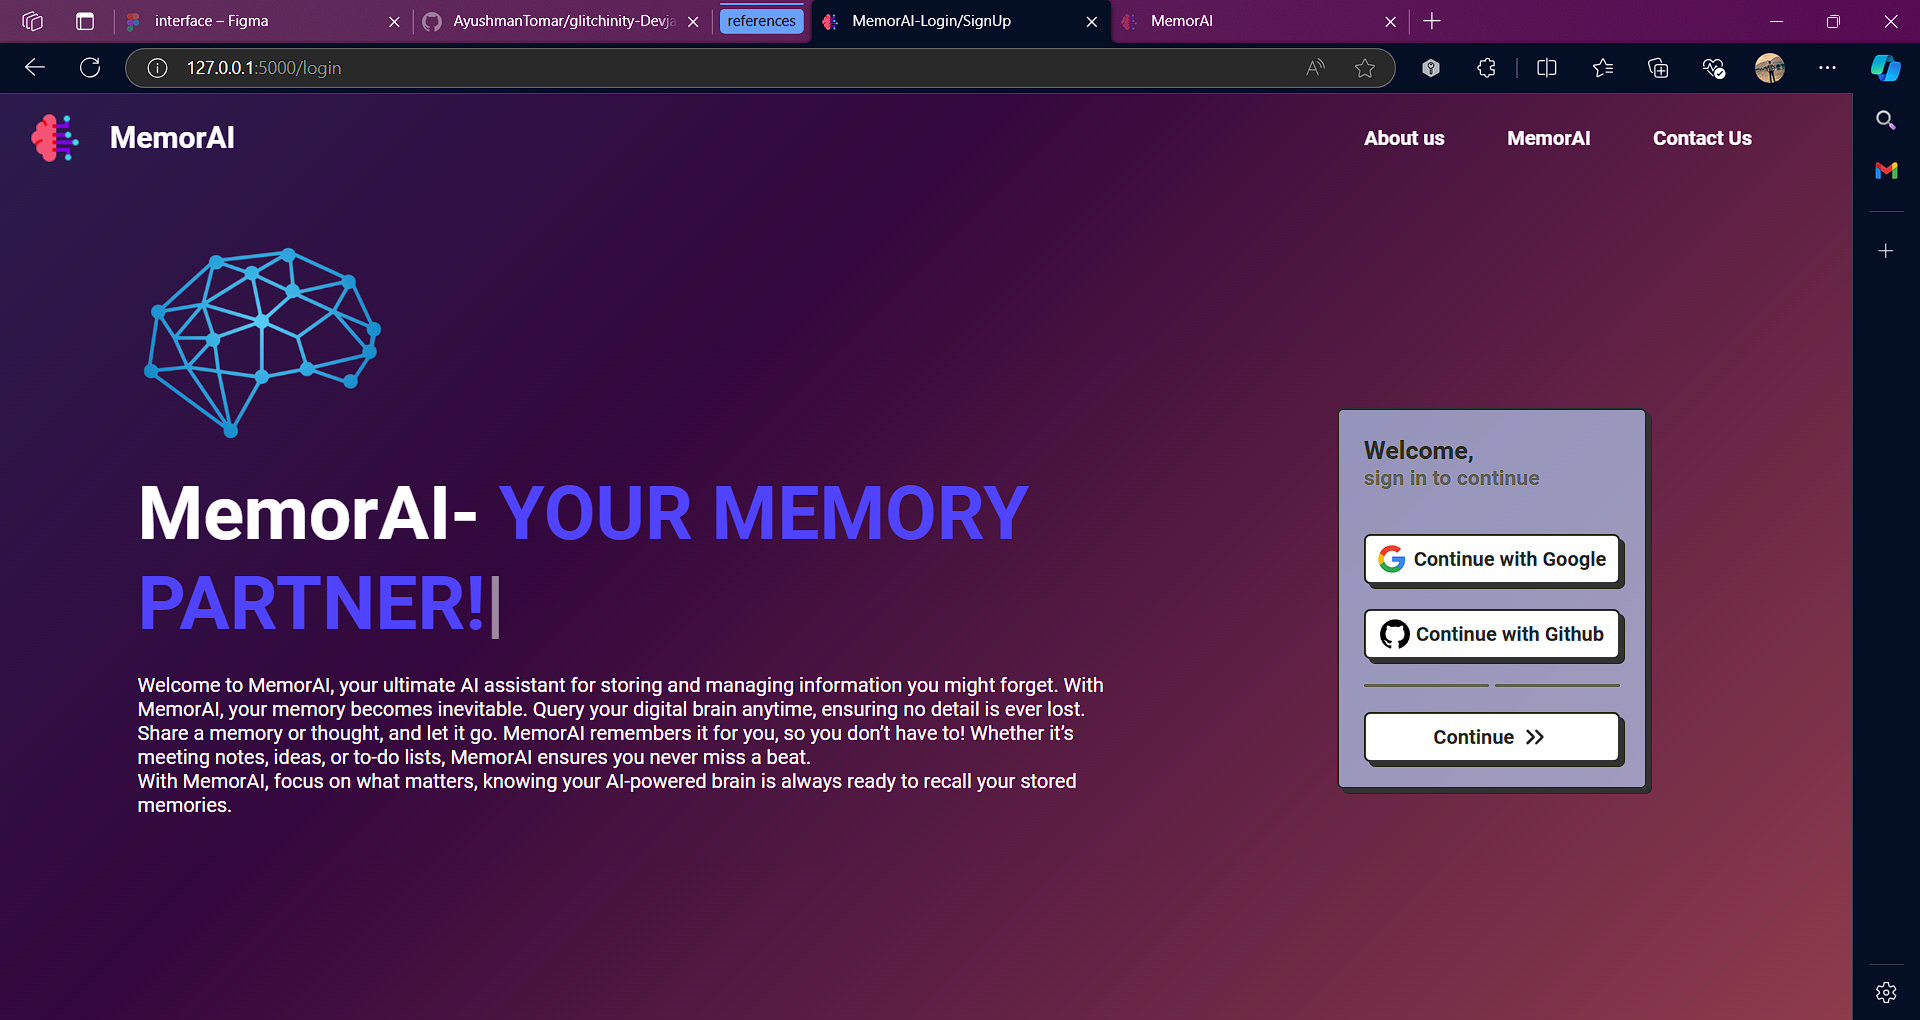 interface – Figma
AyushmanTomar/glitchinity-Devja
references
MemorAI-Login/SignUp
MemorAI
127.0.0.1:5000/login
MemorAI
About us
MemorAI
Contact Us
MemorAI- YOUR MEMORY
PARTNER!|
Welcome to MemorAI, your ultimate AI assistant for storing and managing information you might forget. With
MemorAI, your memory becomes inevitable. Query your digital brain anytime, ensuring no detail is ever lost.
Share a memory or thought, and let it go. MemorAI remembers it for you, so you don’t have to! Whether it’s
meeting notes, ideas, or to-do lists, MemorAI ensures you never miss a beat.
With MemorAI, focus on what matters, knowing your AI-powered brain is always ready to recall your stored
memories.
Welcome,
sign in to continue
Continue with Google
Continue with Github
Continue